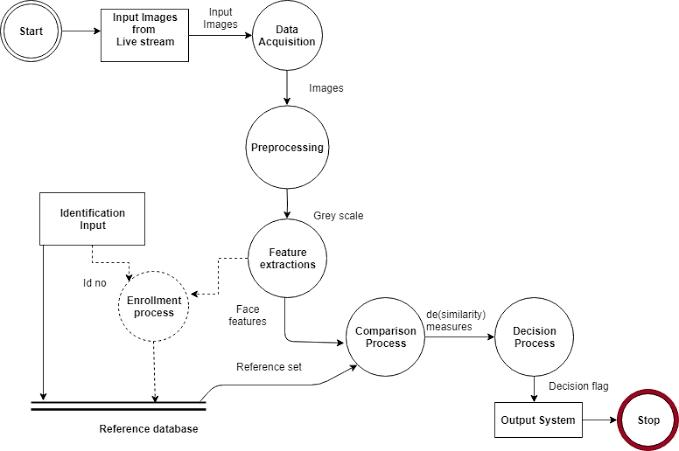 Start
Input Images
from
Live stream
Input
Images
Data
Acquisition
Images
Preprocessing
Grey scale
Identification
Input
Feature
extractions
Id no
Enrollment
process
Face
features
Comparison
Process
de(similarity)
measures
Decision
Process
Reference set
Decision flag
Reference database
Output System
Stop